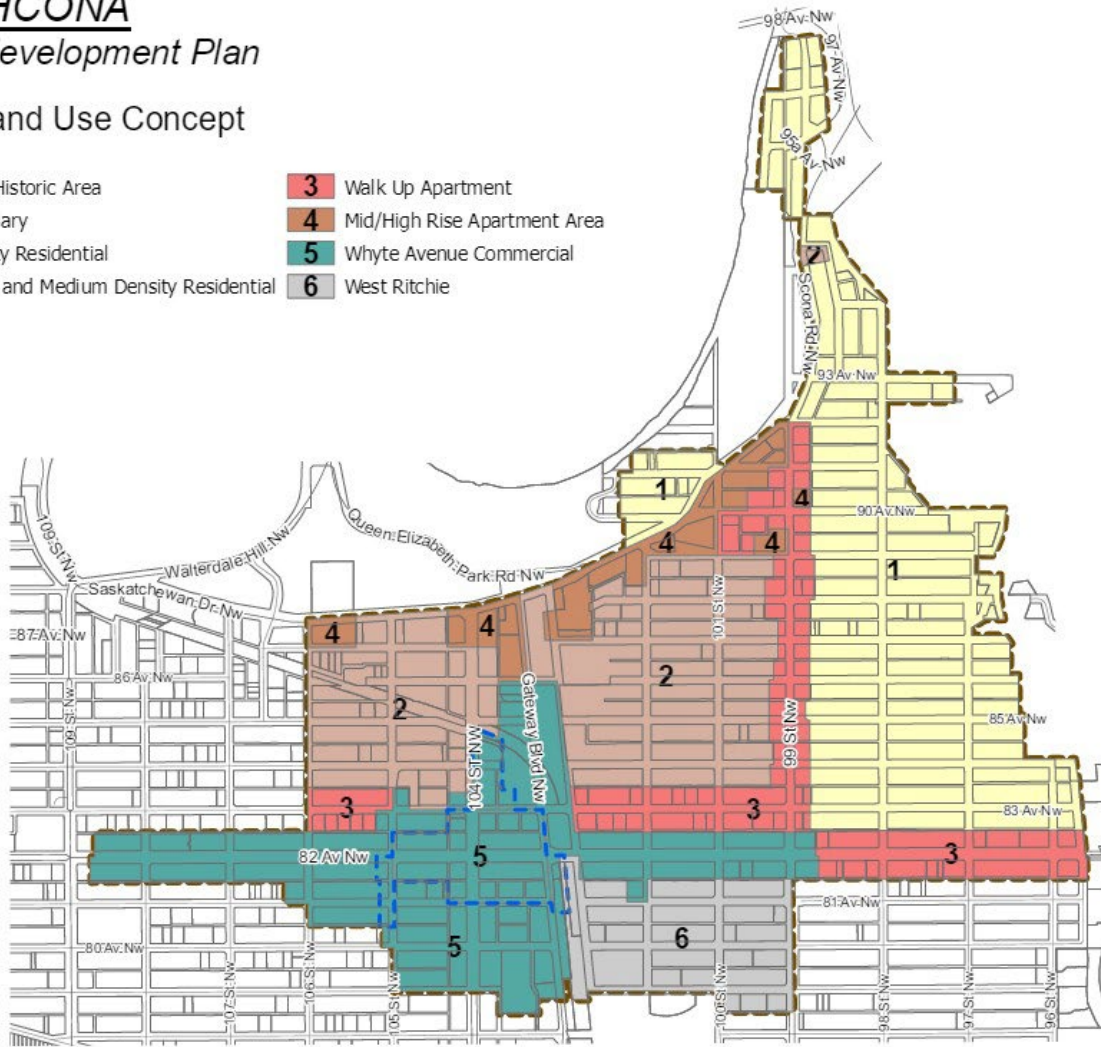 HCONA
evelopment Plan
and Use Concept
Historic Area
ary
y Residential
and Medium Density Residential
3 Walk Up Apartment
4 Mid/High Rise Apartment Area
5 Whyte Avenue Commercial
6 West Ritchie
98 Av Nw
97 Av Nw
95a Av Nw
2
Scona Rd Nw
93 Av Nw
1
4
90 Av Nw
109 St Nw
Queen Elizabeth Park Rd Nw
Walterdale Hill Nw
4
4
1
Saskatchewan Dr Nw
101 St Nw
87 Av Nw
4
4
86 Av Nw
2
2
Gateway Blvd Nw
109 St Nw
99 St Nw
85 Av Nw
104 St NW
3
3
83 Av Nw
82 Av Nw
5
3
81 Av Nw
80 Av Nw
5
6
107 St Nw
106 St Nw
105 St Nw
100 St Nw
98 St Nw
97 St Nw
96 St Nw